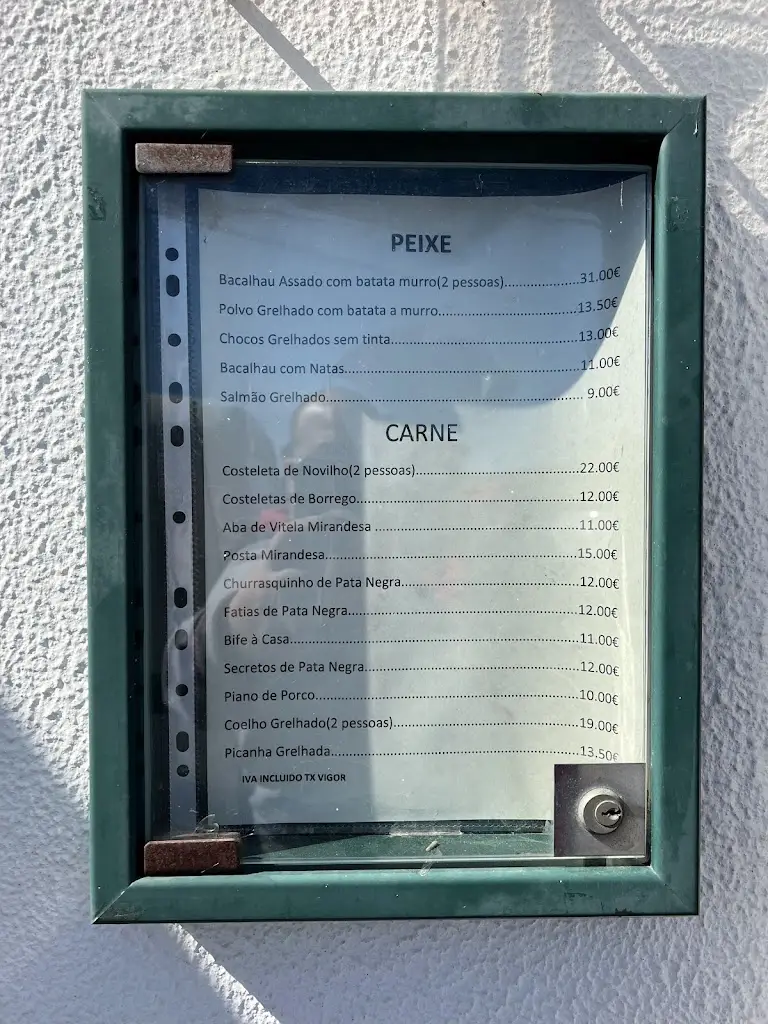 PEIXE
Bacalhau Assado com batata murro(2 pessoas)...................31.00€
Polvo Grelhado com batata a murro...................................13.50€
Chocos Grelhados sem tinta...............................................13.00€
Bacalhau com Natas...........................................................11.00€
Salmão Grelhado................................................................ 9.00€
CARNE
Costeleta de Novilho(2 pessoas).........................................22.00€
Costeletas de Borrego........................................................12.00€
Aba de Vitela Mirandesa ...................................................11.00€
Posta Mirandesa................................................................15.00€
Churrasquinho de Pata Negra............................................12.00€
Fatias de Pata Negra..........................................................12.00€
Bife à Casa.........................................................................11.00€
Secretos de Pata Negra......................................................12.00€
Piano de Porco..................................................................10.00€
Coelho Grelhado(2 pessoas)..............................................19.00€
Picanha Grelhada..............................................................13.50€
IVA INCLUIDO TX VIGOR